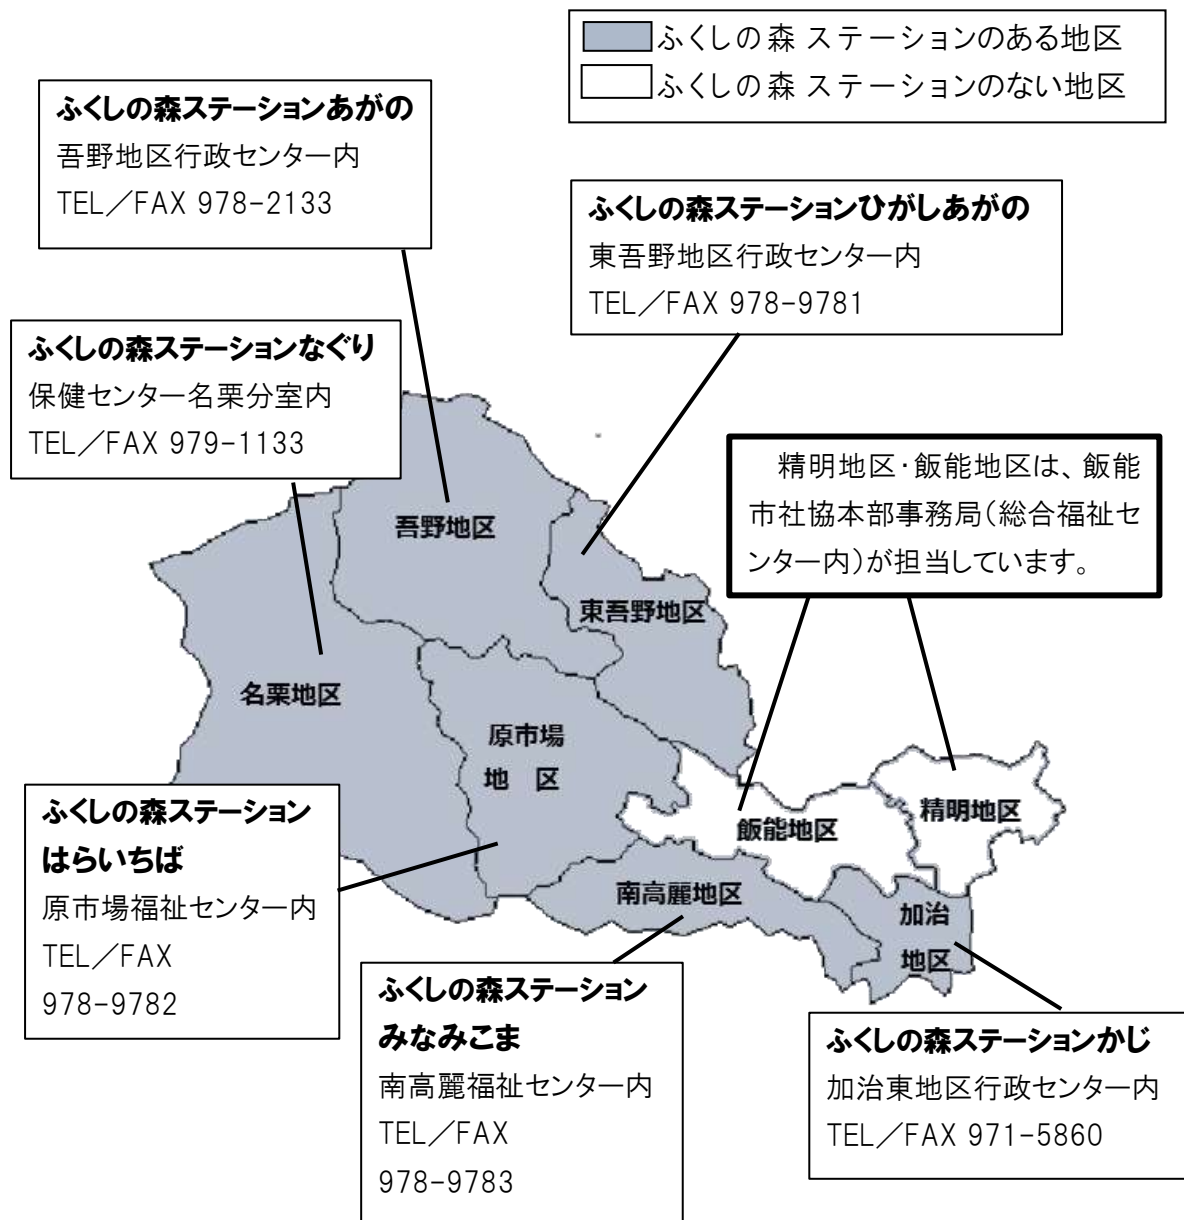 ふくしの森 ステーションのある地区
ふくしの森 ステーションのない地区
ふくしの森ステーションあがの
吾野地区行政センター内
TEL／FAX 978-2133
ふくしの森ステーションひがしあがの
東吾野地区行政センター内
TEL／FAX 978-9781
ふくしの森ステーションなぐり
保健センター名栗分室内
TEL／FAX 979-1133
精明地区・飯能地区は、飯能
市社協本部事務局（総合福祉セ
ンター内）が担当しています。
吾野地区
東吾野地区
名栗地区
原市場
地 区
飯能地区
精明地区
南高麗地区
加治
地区
ふくしの森ステーション
はらいちば
原市場福祉センター内
TEL／FAX
978-9782
ふくしの森ステーション
みなみこま
南高麗福祉センター内
TEL／FAX
978-9783
ふくしの森ステーションかじ
加治東地区行政センター内
TEL／FAX 971-5860